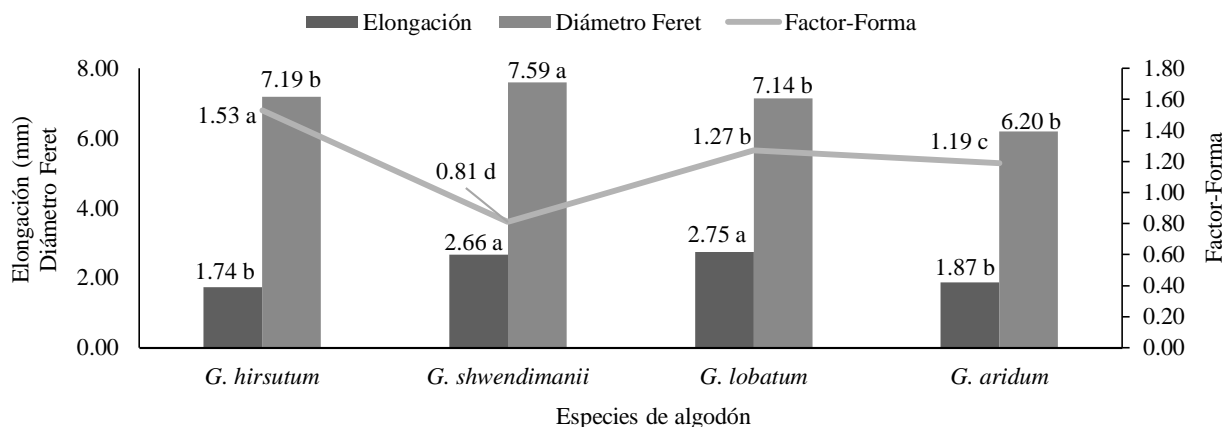 Elongación Diámetro Feret Factor-Forma
Elongación (mm)
Diámetro Feret
8.00
6.00
4.00
2.00
0.00
1.53 a
7.19 b
1.74 b
0.81 d
7.59 a
2.66 a
1.27 b
7.14 b
2.75 a
1.19 c
6.20 b
1.87 b
1.80
1.60
1.40
1.20
1.00
0.80
0.60
0.40
0.20
0.00
Factor-Forma
G. hirsutum G. shwendimanii G. lobatum G. aridum
Especies de algodón